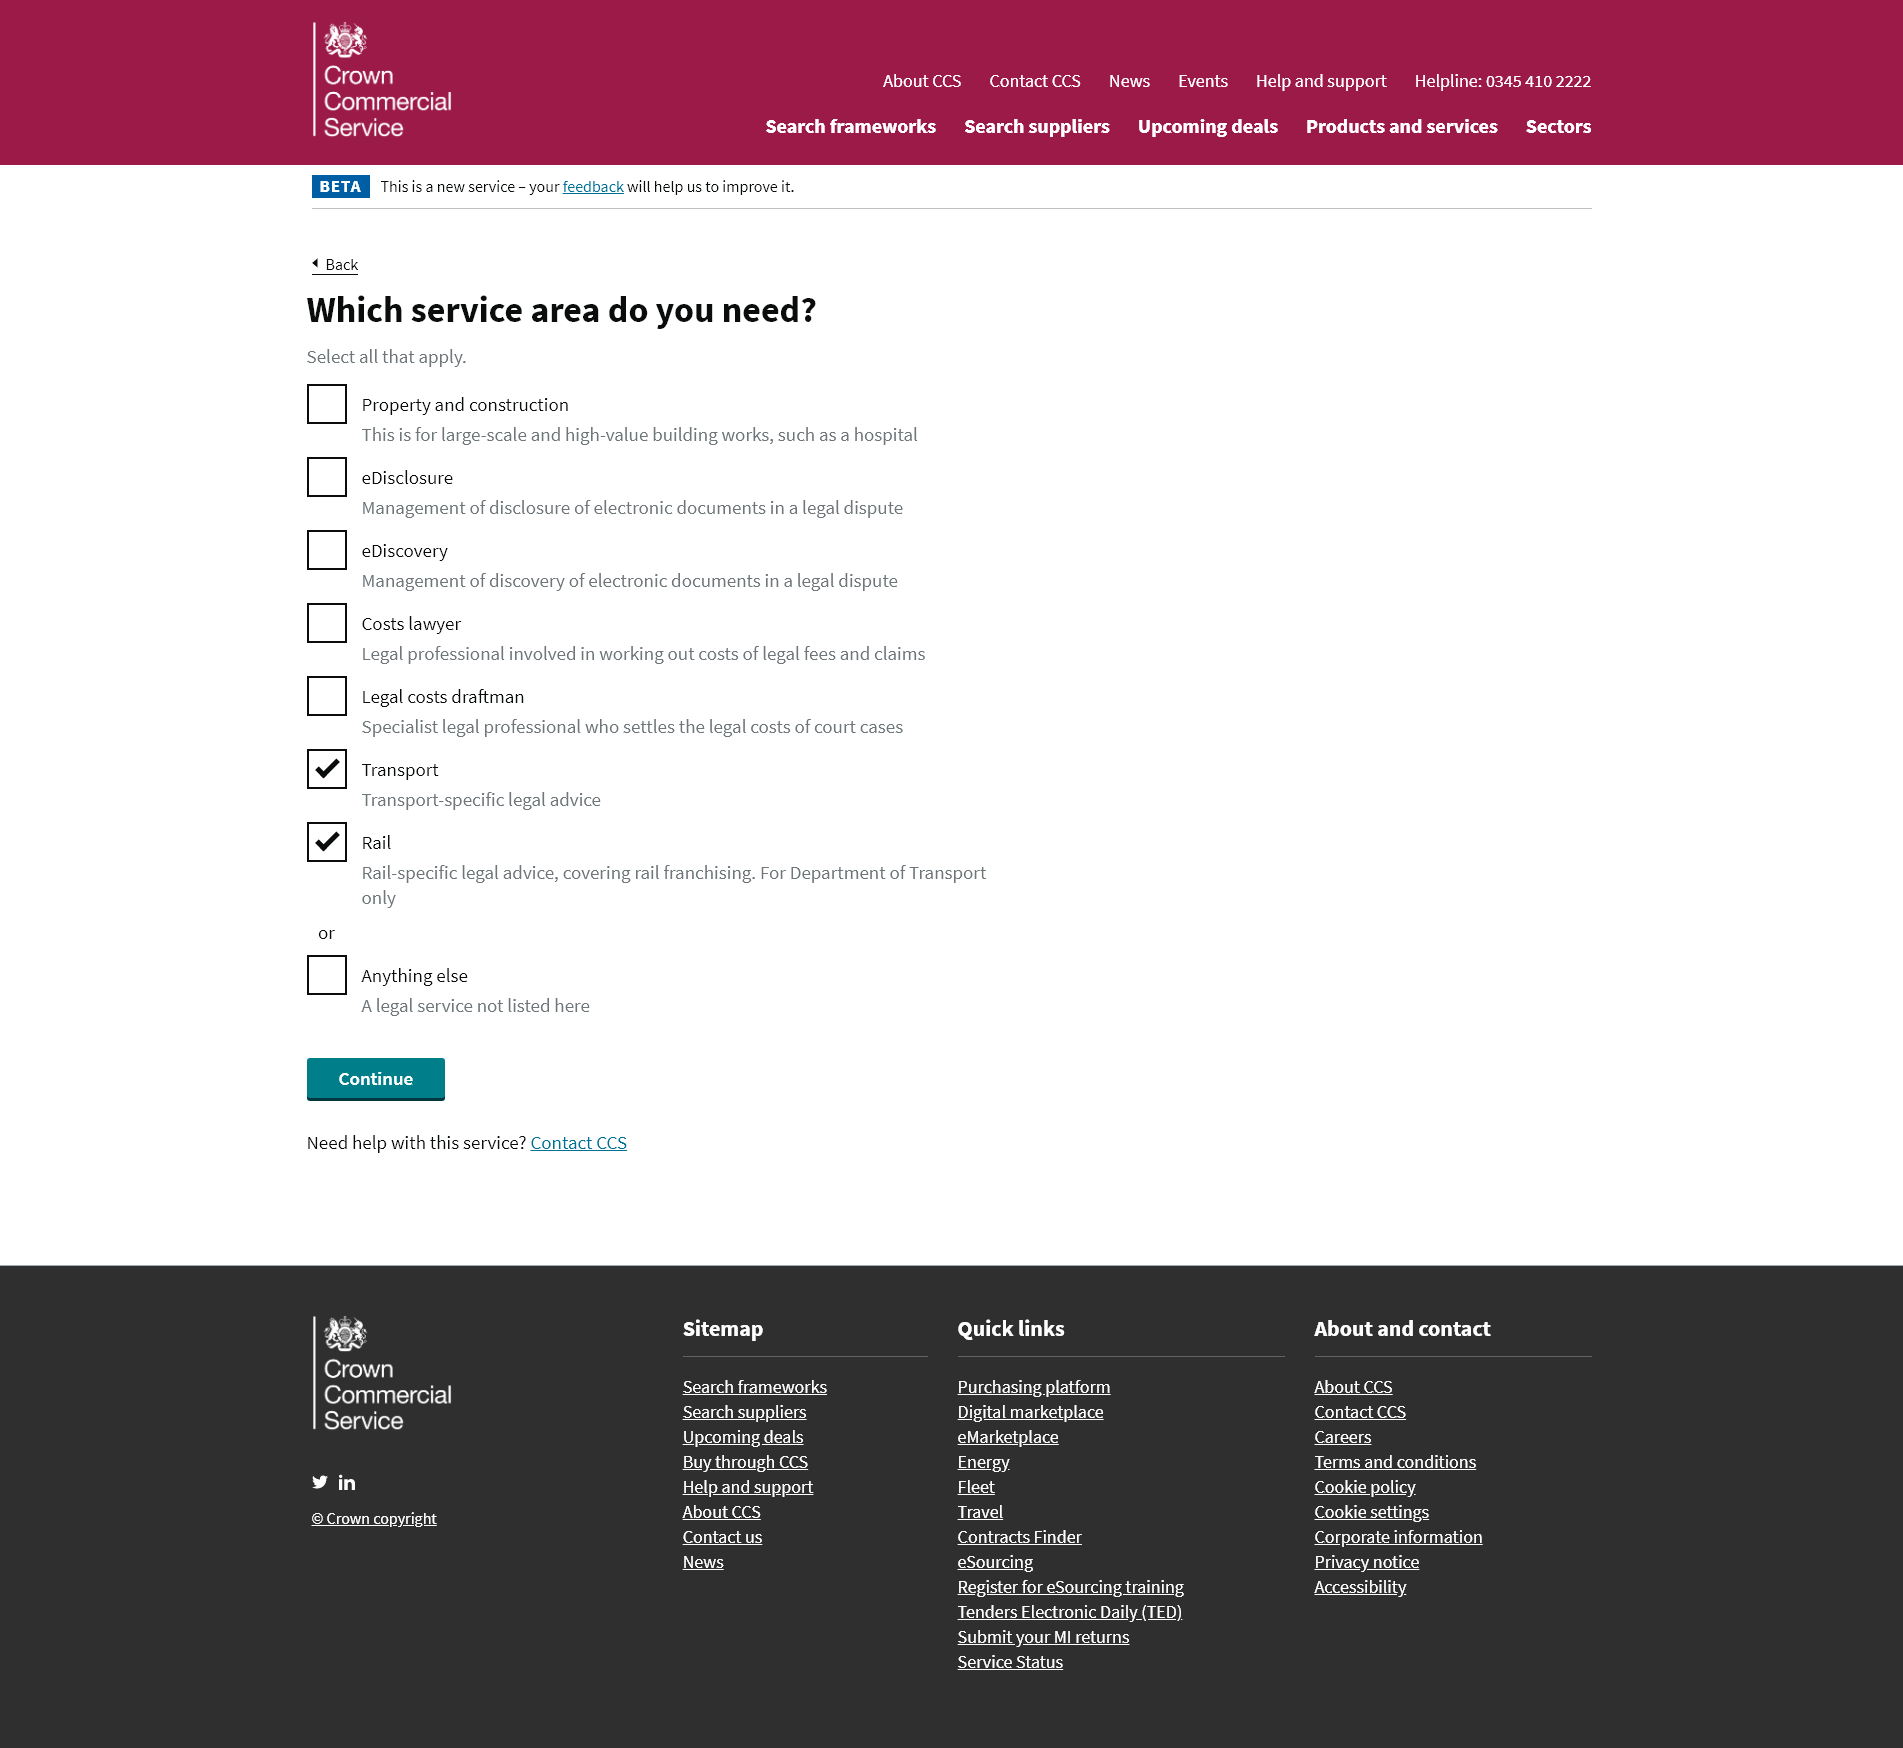 Crown
Commercial
Service
About CCS Contact CCS News Events Help and support Helpline: 0345 410 2222
Search frameworks Search suppliers Upcoming deals Products and services Sectors
BETA This is a new service – your feedback will help us to improve it.
Back
Which service area do you need?
Select all that apply.
Property and construction
This is for large-scale and high-value building works, such as a hospital
eDisclosure
Management of disclosure of electronic documents in a legal dispute
eDiscovery
Management of discovery of electronic documents in a legal dispute
Costs lawyer
Legal professional involved in working out costs of legal fees and claims
Legal costs draftman
Specialist legal professional who settles the legal costs of court cases
Transport
Transport-specific legal advice
Rail
Rail-specific legal advice, covering rail franchising. For Department of Transport
only
or
Anything else
A legal service not listed here
Continue
Need help with this service? Contact CCS
Crown
Commercial
Service
© Crown copyright
Sitemap
Search frameworks
Search suppliers
Upcoming deals
Buy through CCS
Help and support
About CCS
Contact us
News
Quick links
Purchasing platform
Digital marketplace
eMarketplace
Energy
Fleet
Travel
Contracts Finder
eSourcing
Register for eSourcing training
Tenders Electronic Daily (TED)
Submit your MI returns
Service Status
About and contact
About CCS
Contact CCS
Careers
Terms and conditions
Cookie policy
Cookie settings
Corporate information
Privacy notice
Accessibility